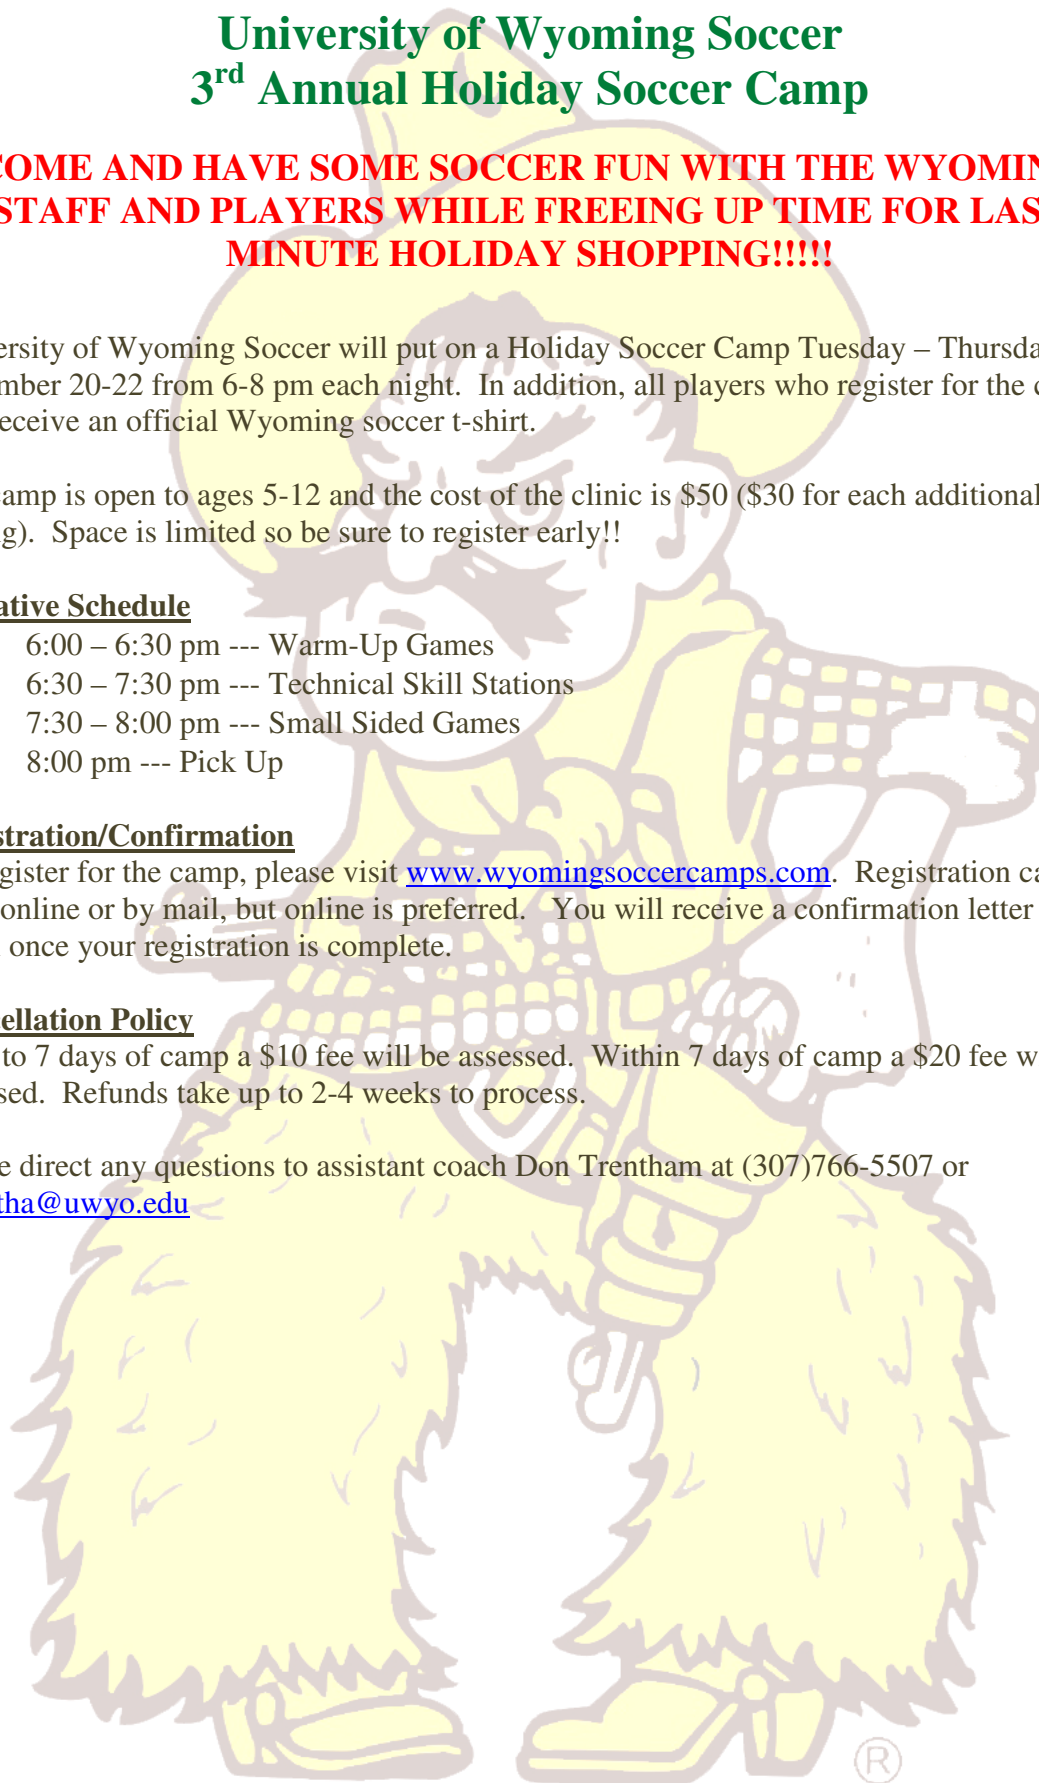 University of Wyoming Soccer
3rd Annual Holiday Soccer Camp
COME AND HAVE SOME SOCCER FUN WITH THE WYOMIN
STAFF AND PLAYERS WHILE FREEING UP TIME FOR LAS
MINUTE HOLIDAY SHOPPING!!!!!
ersity of Wyoming Soccer will put on a Holiday Soccer Camp Tuesday – Thursda
mber 20-22 from 6-8 pm each night. In addition, all players who register for the c
eceive an official Wyoming soccer t-shirt.
amp is open to ages 5-12 and the cost of the clinic is $50 ($30 for each additional
g). Space is limited so be sure to register early!!
ative Schedule
6:00 – 6:30 pm --- Warm-Up Games
6:30 – 7:30 pm --- Technical Skill Stations
7:30 – 8:00 pm --- Small Sided Games
8:00 pm --- Pick Up
stration/Confirmation
gister for the camp, please visit www.wyomingsoccercamps.com. Registration ca
online or by mail, but online is preferred. You will receive a confirmation letter
once your registration is complete.
ellation Policy
to 7 days of camp a $10 fee will be assessed. Within 7 days of camp a $20 fee w
sed. Refunds take up to 2-4 weeks to process.
e direct any questions to assistant coach Don Trentham at (307)766-5507 or
tha@uwyo.edu
®